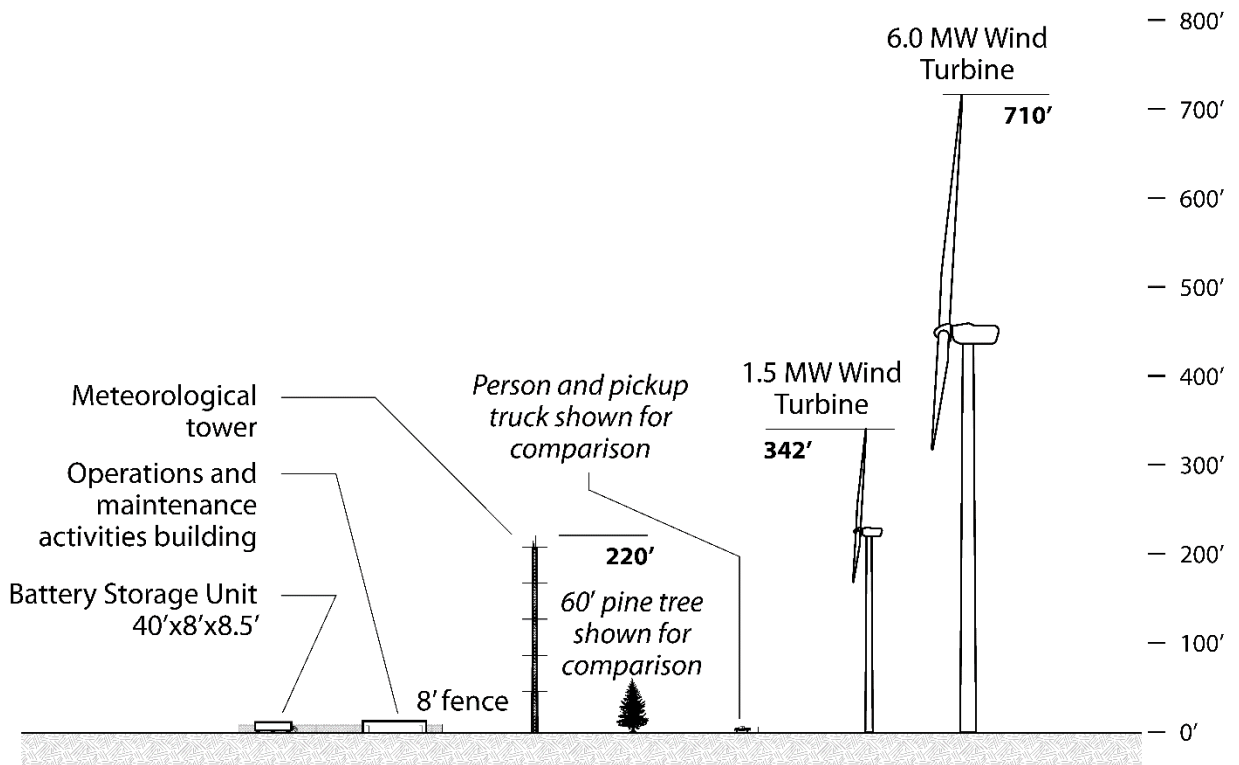 800′
6.0 MW Wind
Turbine
710′
700′
600′
500′
400′
300′
200′
100′
0′
1.5 MW Wind
Turbine
342′
Person and pickup
truck shown for
comparison
Meteorological
tower
220′
Operations and
maintenance
activities building
60′ pine tree
shown for
comparison
Battery Storage Unit
40′x8′x8.5′
8′ fence